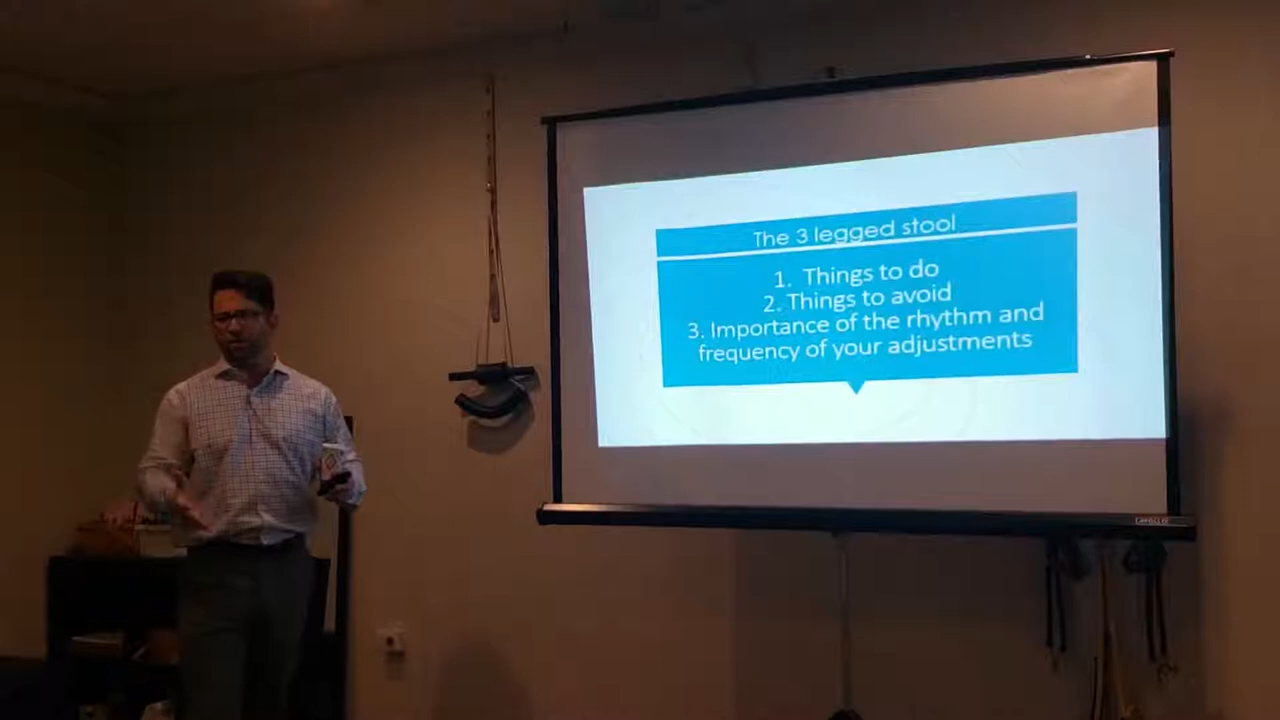 The 3 legged stool
1. Things to do
2. Things to avoid
3. Importance of the rhythm and
frequency of your adjustments